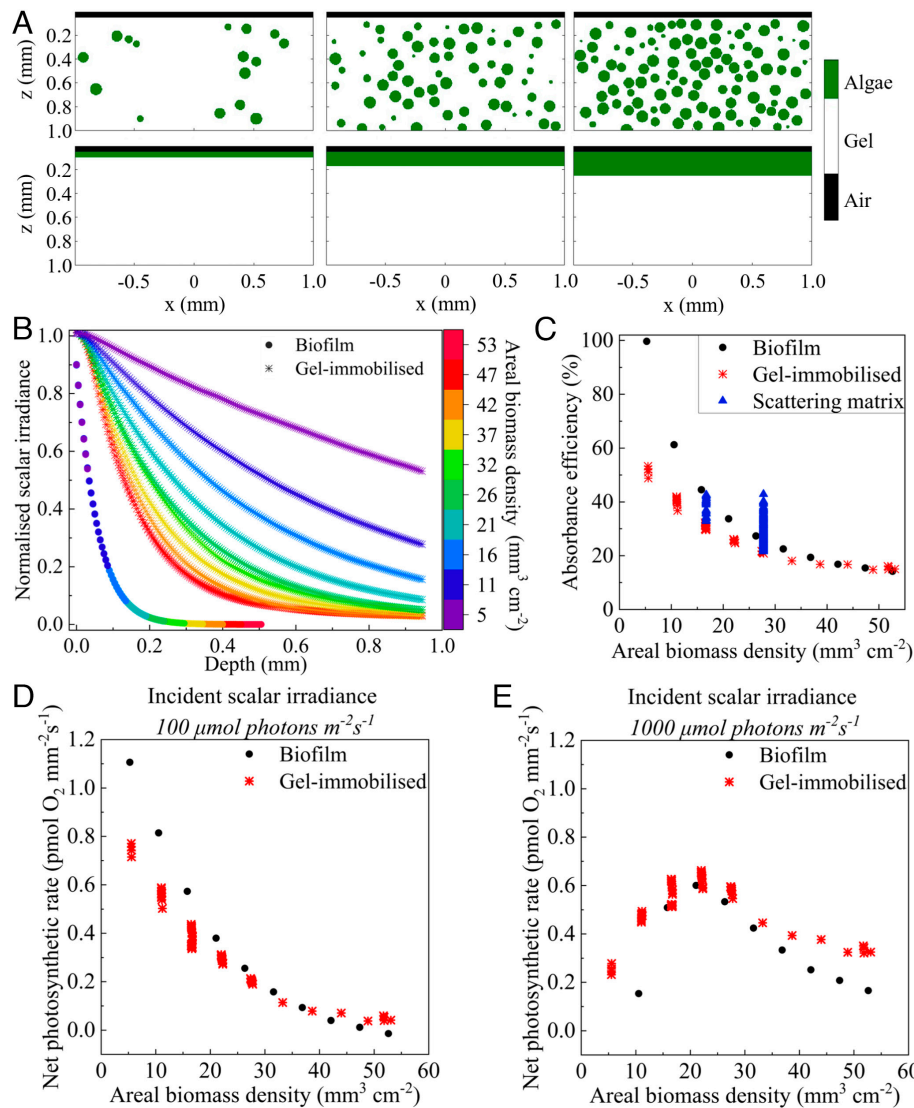 A
z (mm)
0.2
0.4
0.6
0.8
1.0
z (mm)
0.2
0.4
0.6
0.8
1.0
-0.5 0 0.5 1.0
-0.5 0 0.5 1.0
-0.5 0 0.5 1.0
x (mm)
x (mm)
x (mm)
Algae
Gel
Air
B
Normalised scalar irradiance
1.0
0.8
0.6
0.4
0.2
0.0
0.0 0.2 0.4 0.6 0.8 1.0
Depth (mm)
Biofilm
Gel-immobilised
53
47
42
37
32
26
21
16
11
5
Areal biomass density (mm³ cm⁻²)
C
Absorbance efficiency (%)
100
80
60
40
20
0
0 10 20 30 40 50
Areal biomass density (mm³ cm⁻²)
Biofilm
Gel-immobilised
Scattering matrix
D
Incident scalar irradiance
100 μmol photons m⁻²s⁻¹
Biofilm
Gel-immobilised
Net photosynthetic rate (pmol O₂ mm⁻²s⁻¹)
1.2
1.0
0.8
0.6
0.4
0.2
0.0
0 10 20 30 40 50 60
Areal biomass density (mm³ cm⁻²)
E
Incident scalar irradiance
1000 μmol photons m⁻²s⁻¹
Biofilm
Gel-immobilised
Net photosynthetic rate (pmol O₂ mm⁻²s⁻¹)
1.2
1.0
0.8
0.6
0.4
0.2
0.0
0 10 20 30 40 50
Areal biomass density (mm³ cm⁻²)